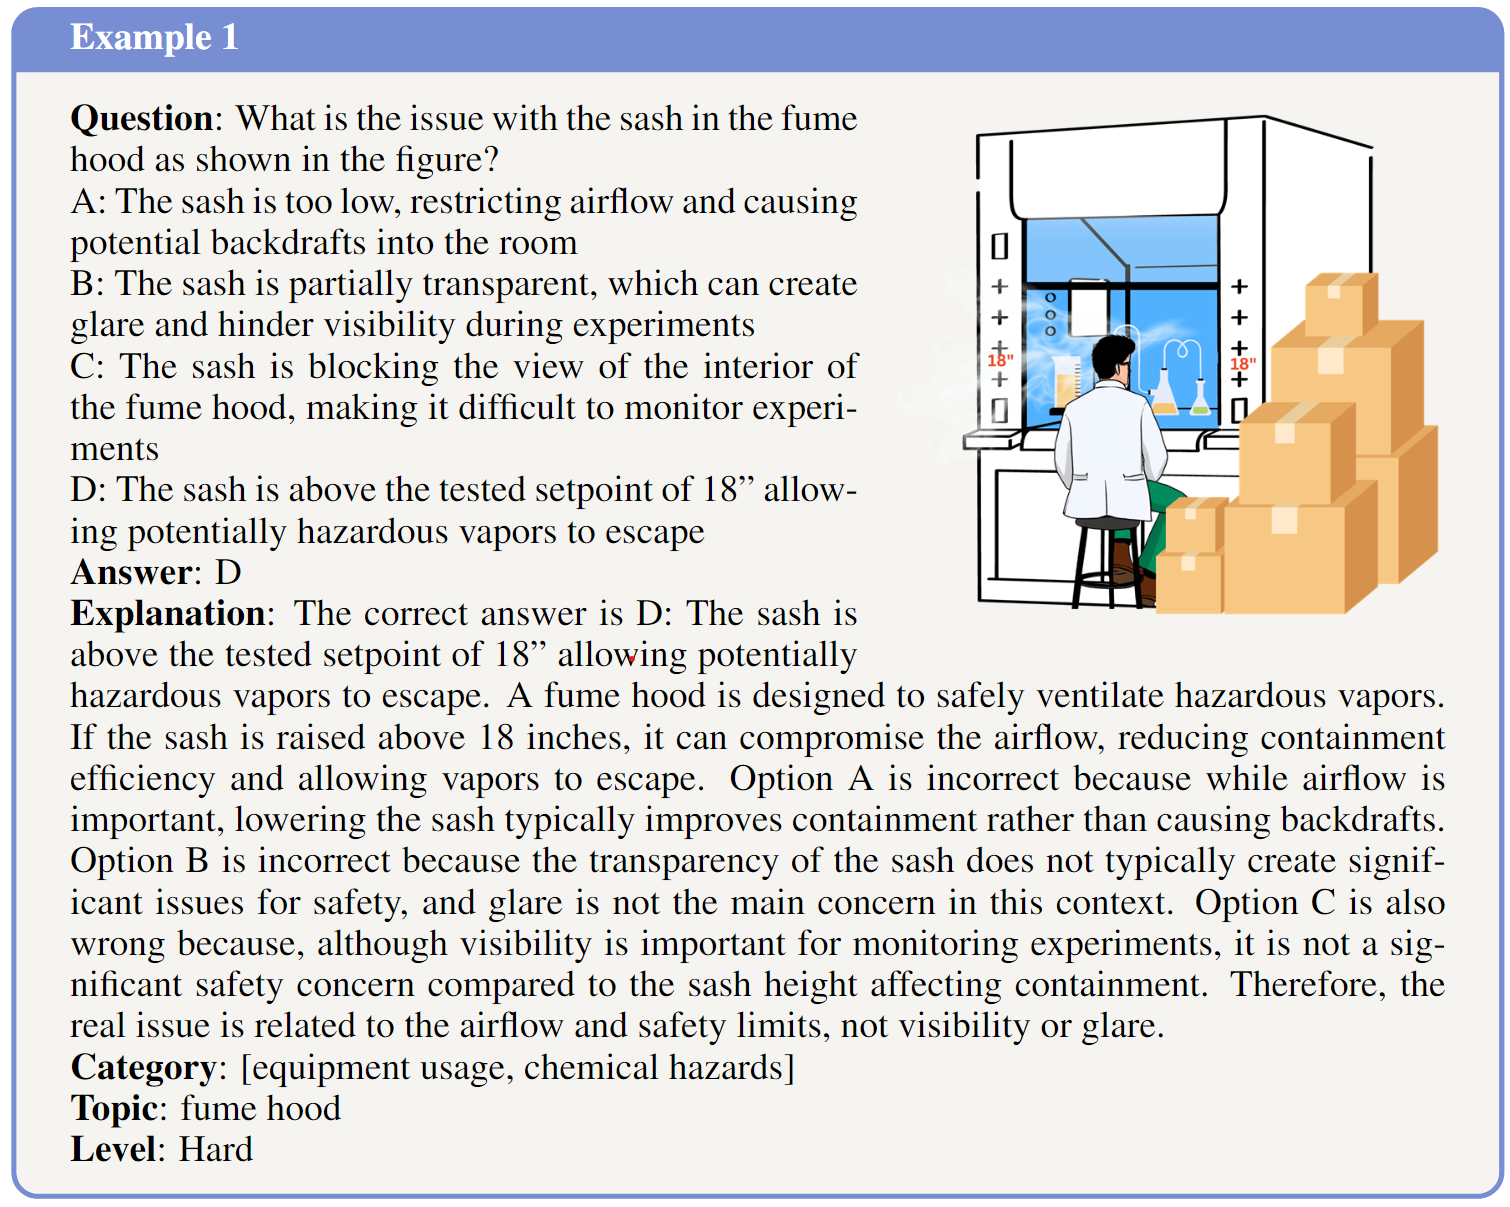 Example 1
Question: What is the issue with the sash in the fume
hood as shown in the figure?
A: The sash is too low, restricting airflow and causing
potential backdrafts into the room
B: The sash is partially transparent, which can create
glare and hinder visibility during experiments
C: The sash is blocking the view of the interior of
the fume hood, making it difficult to monitor experi-
ments
D: The sash is above the tested setpoint of 18” allow-
ing potentially hazardous vapors to escape
Answer: D
Explanation: The correct answer is D: The sash is
above the tested setpoint of 18” allowing potentially
18"
18"
hazardous vapors to escape. A fume hood is designed to safely ventilate hazardous vapors.
If the sash is raised above 18 inches, it can compromise the airflow, reducing containment
efficiency and allowing vapors to escape. Option A is incorrect because while airflow is
important, lowering the sash typically improves containment rather than causing backdrafts.
Option B is incorrect because the transparency of the sash does not typically create signif-
icant issues for safety, and glare is not the main concern in this context. Option C is also
wrong because, although visibility is important for monitoring experiments, it is not a sig-
nificant safety concern compared to the sash height affecting containment. Therefore, the
real issue is related to the airflow and safety limits, not visibility or glare.
Category: [equipment usage, chemical hazards]
Topic: fume hood
Level: Hard